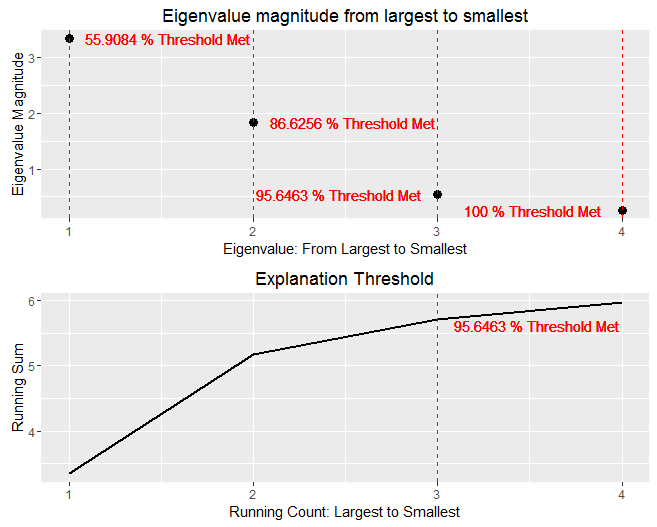 Eigenvalue magnitude from largest to smallest
Eigenvalue Magnitude
3
2
1
55.9084 % Threshold Met
86.6256 % Threshold Met
95.6463 % Threshold Met
100 % Threshold Met
1 2 3 4
Eigenvalue: From Largest to Smallest
Explanation Threshold
Running Sum
6
5
4
95.6463 % Threshold Met
1 2 3 4
Running Count: Largest to Smallest